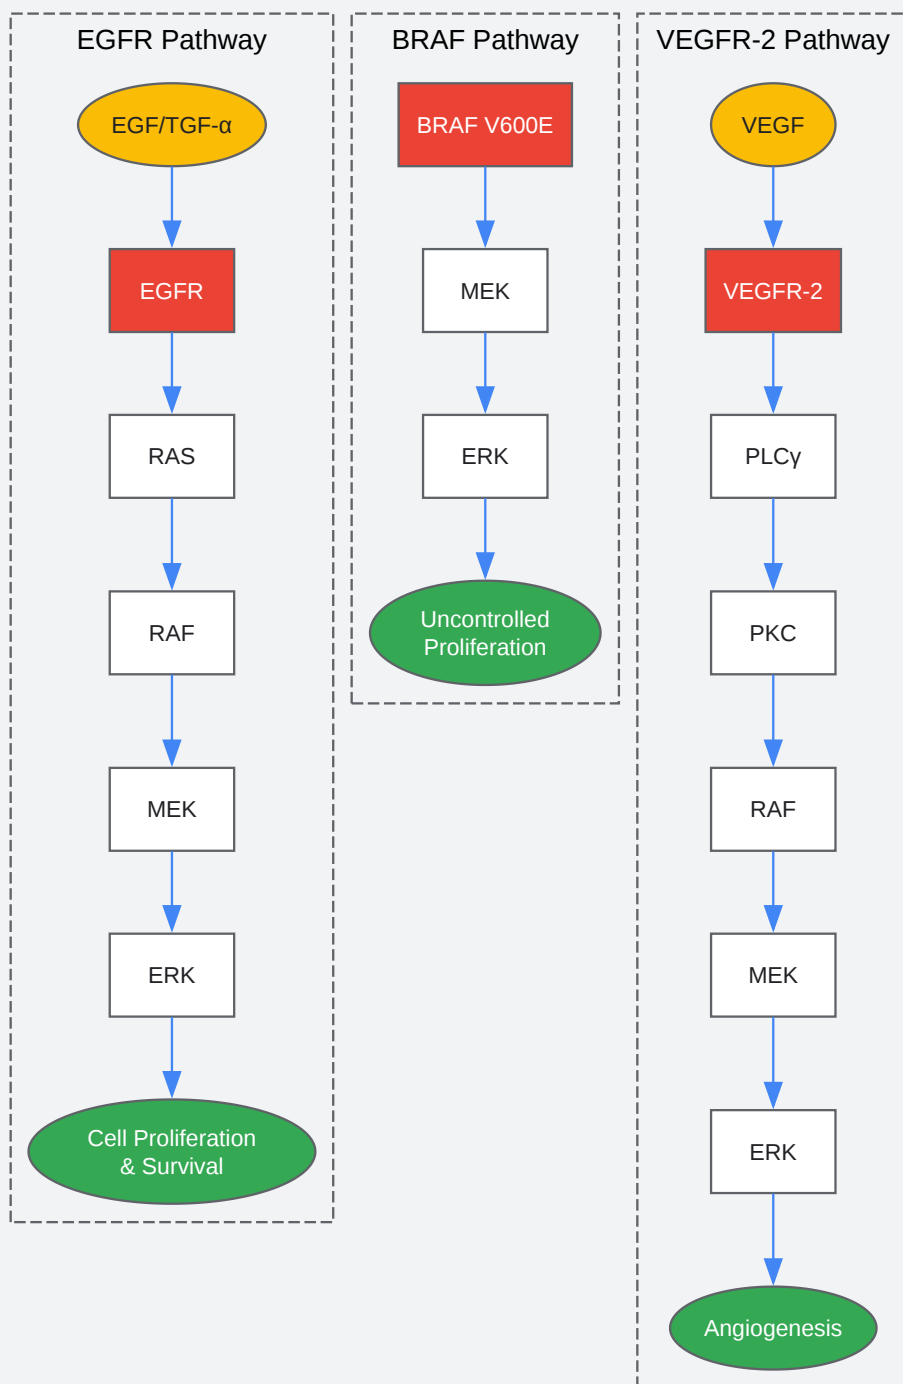 EGFR Pathway
EGF/TGF-α
EGFR
RAS
RAF
MEK
ERK
Cell Proliferation
& Survival
BRAF Pathway
BRAF V600E
MEK
ERK
Uncontrolled
Proliferation
VEGFR-2 Pathway
VEGF
VEGFR-2
PLCγ
PKC
RAF
MEK
ERK
Angiogenesis